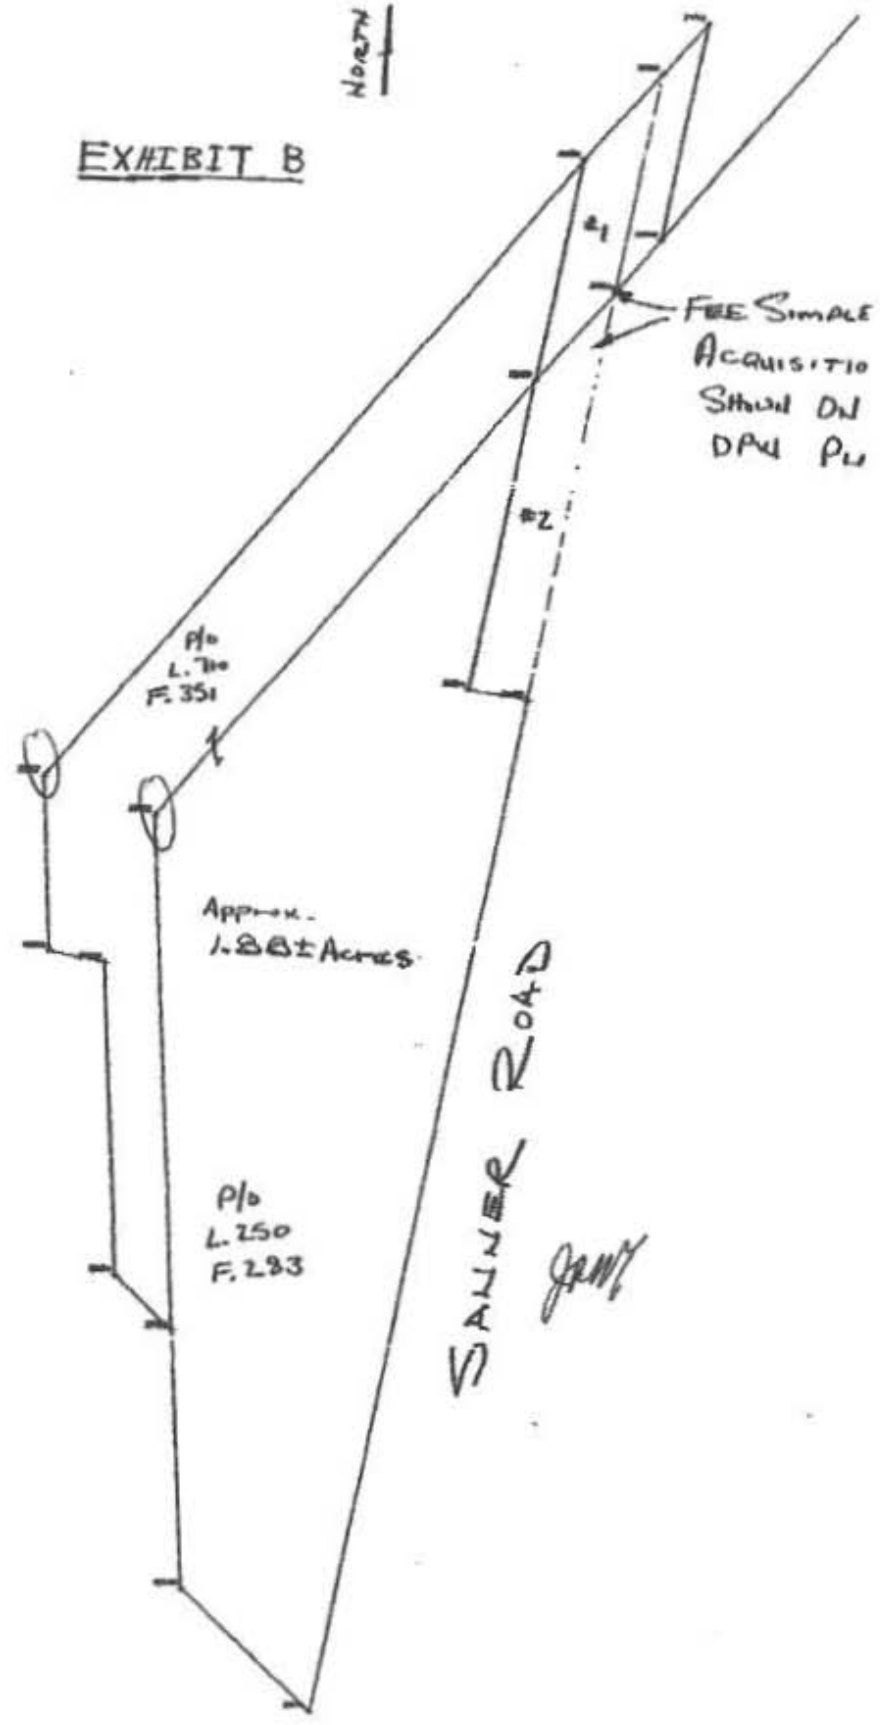 NORTH
EXHIBIT B
#1
FEE SIMPLE
ACQUISITIO
SHOWN ON
DPW PL
#2
P/O
L. 710
F. 351
Approx.
1.88± Acres.
P/O
L. 250
F. 283
SANNER ROAD